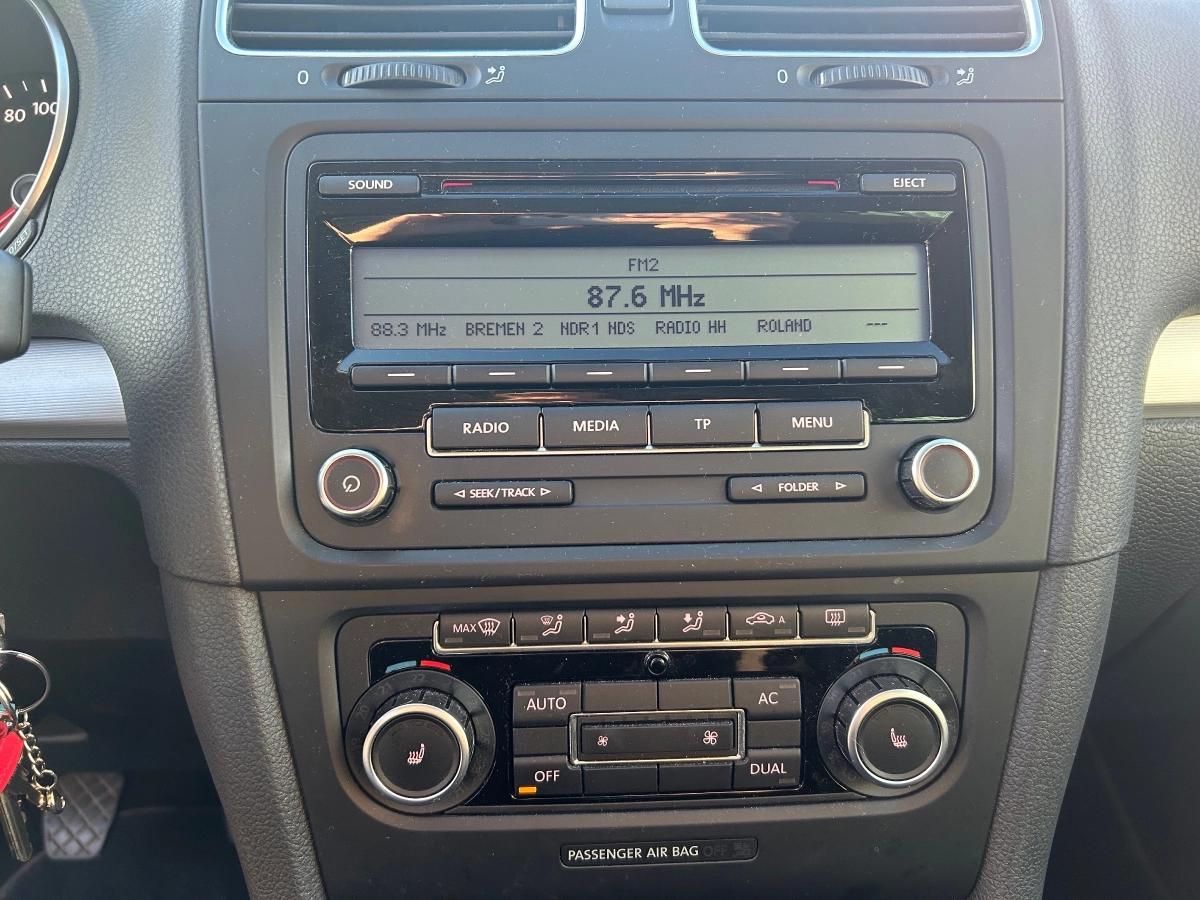 0
0
80 100
SOUND
EJECT
FM2
87.6 MHz
88.3 MHz BREMEN 2 NDR1 NDS RADIO HH ROLAND ---
RADIO MEDIA TP MENU
SEEK/TRACK
FOLDER
MAX
A
AUTO
AC
OFF
DUAL
PASSENGER AIR BAG OFF